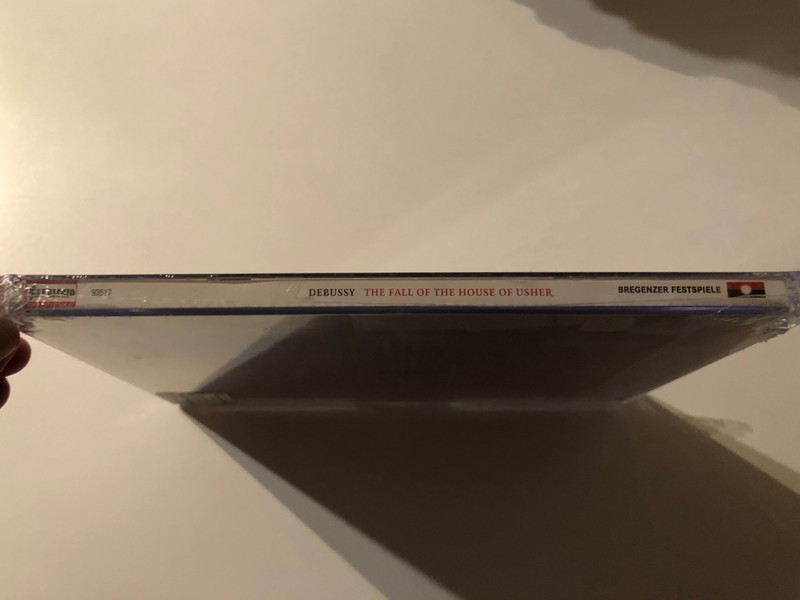 93517 DEBUSSY THE FALL OF THE HOUSE OF USHER BREGENZER FESTSPIELE